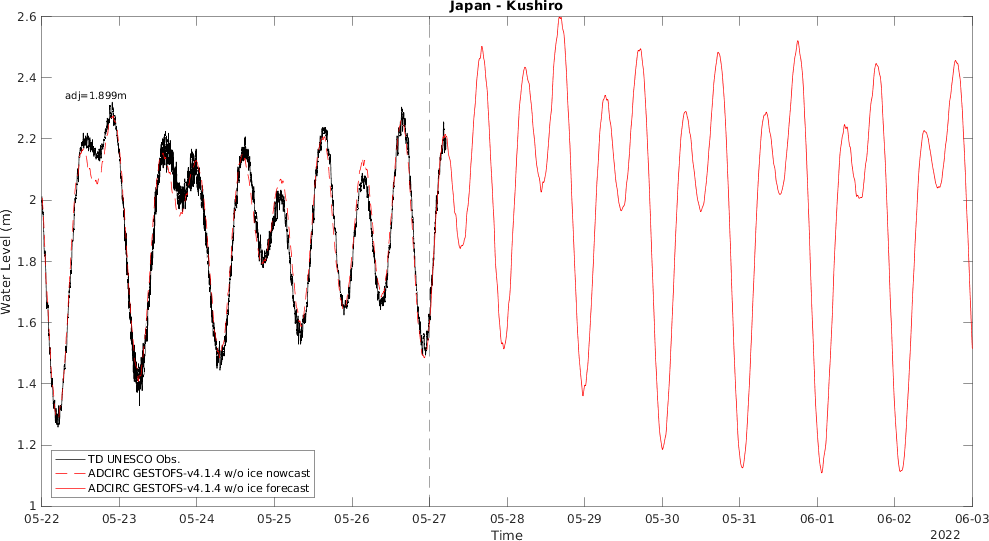 Japan - Kushiro
2.6
2.4
adj=1.899m
2.2
2
Water Level (m)
1.8
1.6
1.4
1.2
1
TD UNESCO Obs.
ADCIRC GESTOFS-v4.1.4 w/o ice nowcast
ADCIRC GESTOFS-v4.1.4 w/o ice forecast
05-22 05-23 05-24 05-25 05-26 05-27 05-28 05-29 05-30 05-31 06-01 06-02 06-03
Time
2022